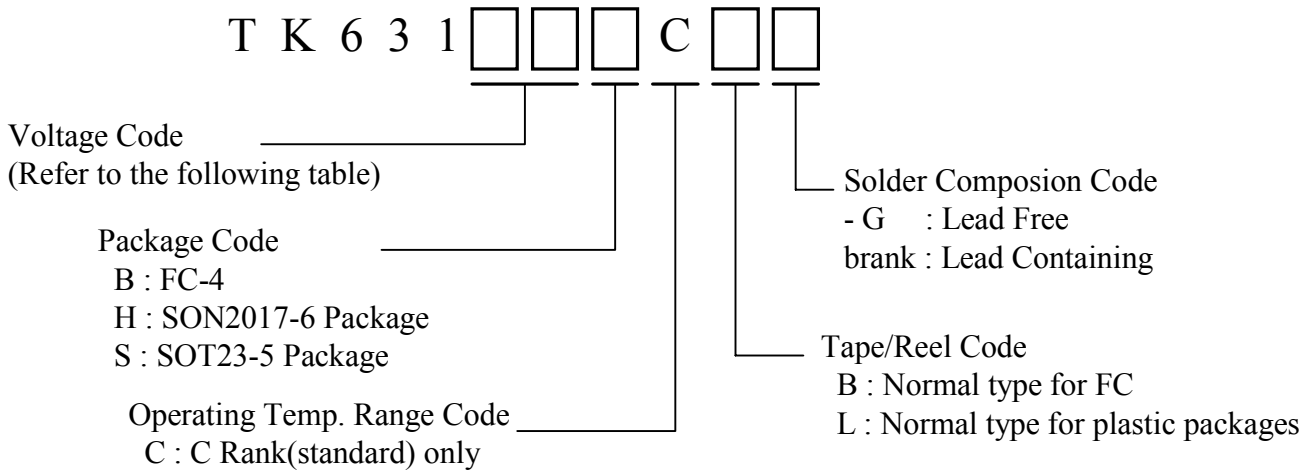 T K 6 3 1 □ □ □ C □ □
Voltage Code
(Refer to the following table)
Package Code
B : FC-4
H : SON2017-6 Package
S : SOT23-5 Package
Operating Temp. Range Code
C : C Rank(standard) only
Solder Composion Code
- G : Lead Free
brank : Lead Containing
Tape/Reel Code
B : Normal type for FC
L : Normal type for plastic packages